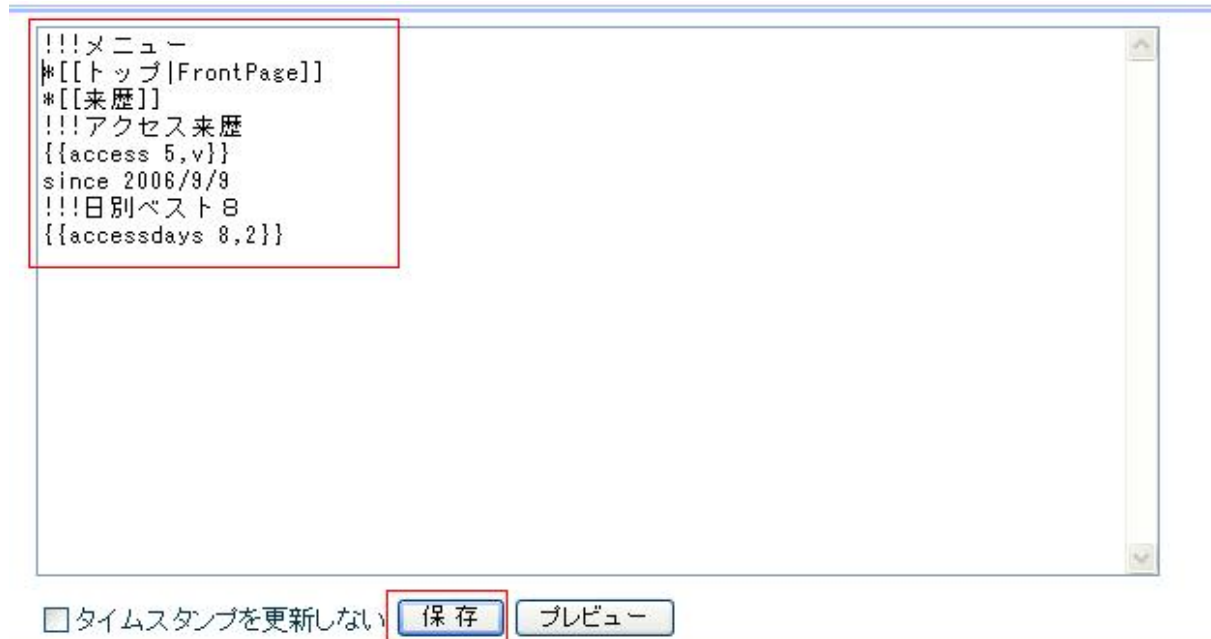 !!!メニュー
*[[トップ|FrontPage]]
*[[来歴]]
!!!アクセス来歴
{{access 5,v}}
since 2006/9/9
!!!日別ベスト８
{{accessdays 8,2}}
タイムスタンプを更新しない 保存 プレビュー